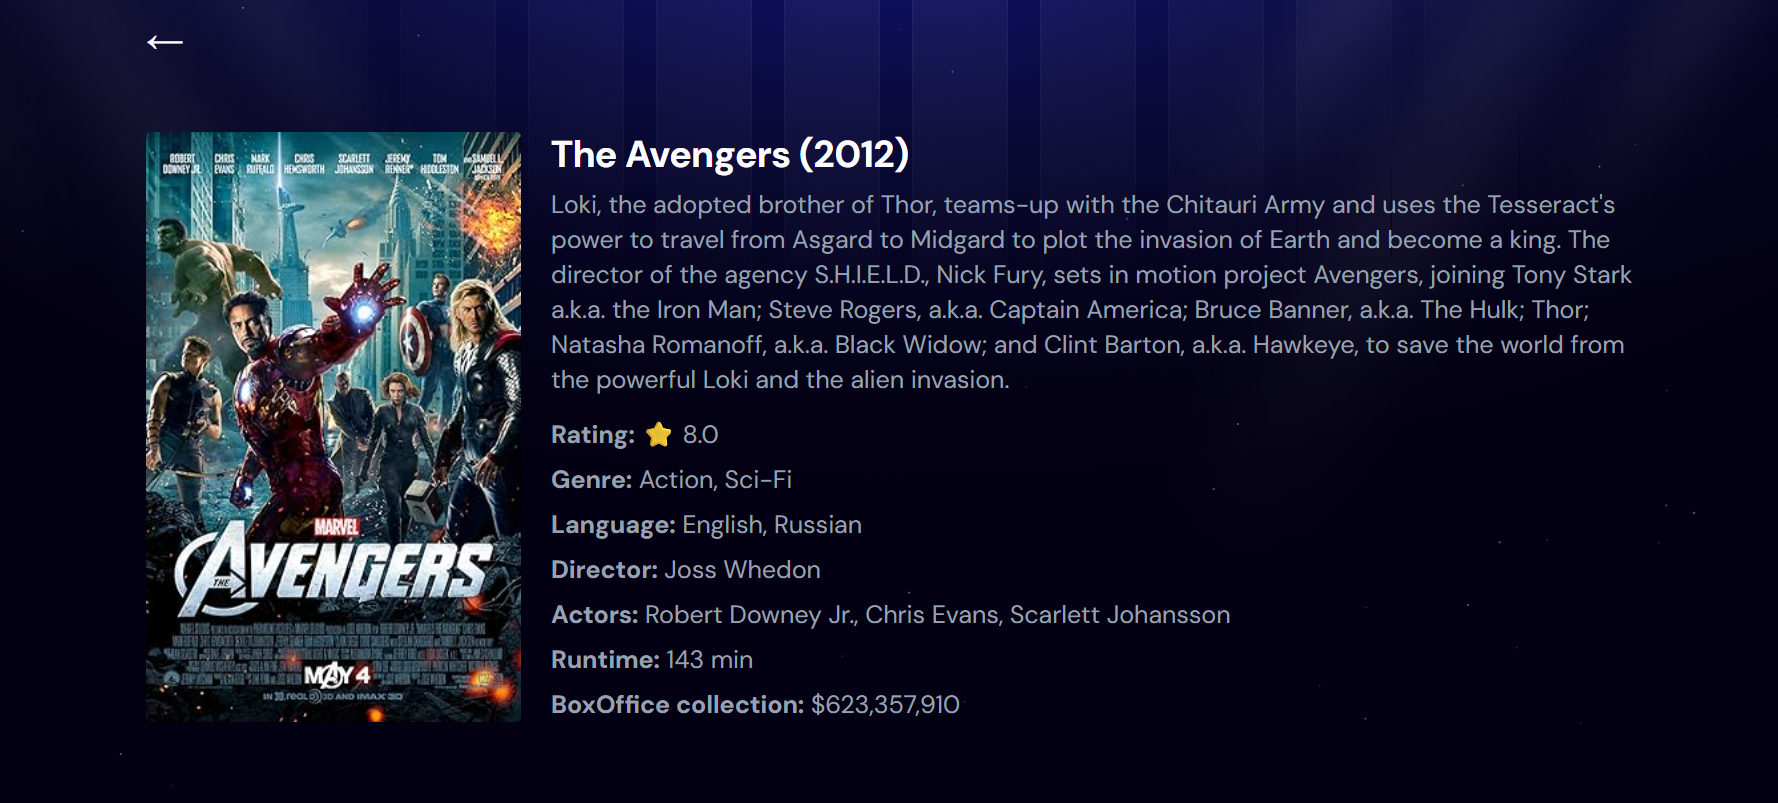 ←
The Avengers (2012)
ROBERT DOWNEY JR. CHRIS EVANS MARK RUFFALO CHRIS HEMSWORTH SCARLETT JOHANSSON JEREMY RENNER TOM HIDDLESTON AND SAMUEL L. JACKSON
Loki, the adopted brother of Thor, teams-up with the Chitauri Army and uses the Tesseract's
power to travel from Asgard to Midgard to plot the invasion of Earth and become a king. The
director of the agency S.H.I.E.L.D., Nick Fury, sets in motion project Avengers, joining Tony Stark
a.k.a. the Iron Man; Steve Rogers, a.k.a. Captain America; Bruce Banner, a.k.a. The Hulk; Thor;
Natasha Romanoff, a.k.a. Black Widow; and Clint Barton, a.k.a. Hawkeye, to save the world from
the powerful Loki and the alien invasion.
Rating: ⭐ 8.0
Genre: Action, Sci-Fi
Language: English, Russian
Director: Joss Whedon
Actors: Robert Downey Jr., Chris Evans, Scarlett Johansson
Runtime: 143 min
BoxOffice collection: $623,357,910
MARVEL
THE AVENGERS
MAY 4
IN REAL D 3D AND IMAX 3D